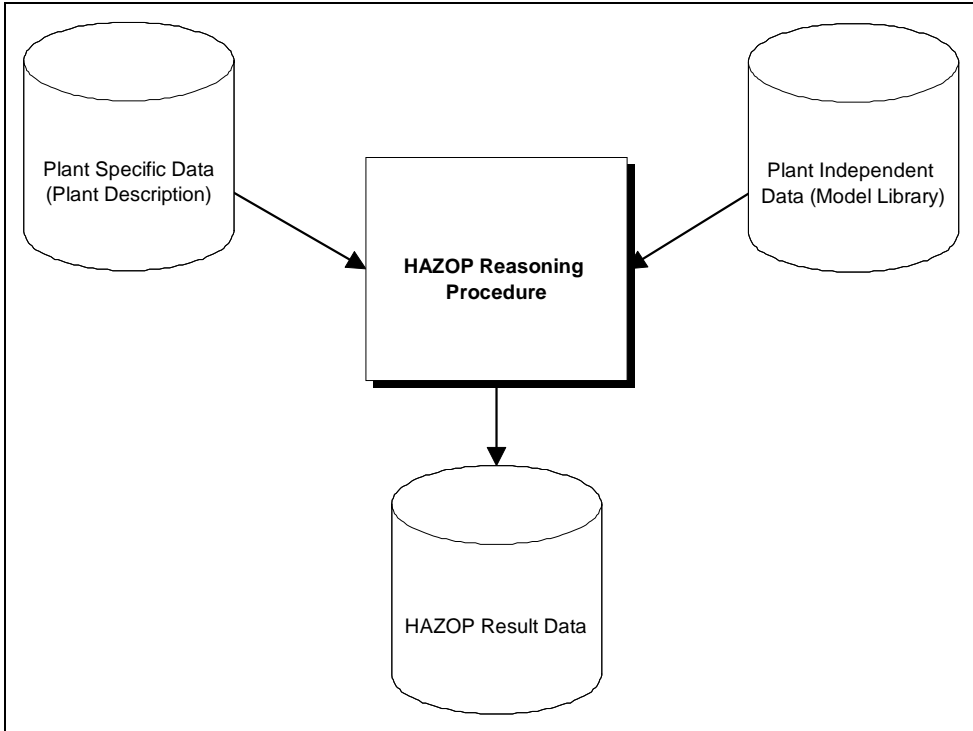 Plant Specific Data
(Plant Description)
Plant Independent
Data (Model Library)
HAZOP Reasoning
Procedure
HAZOP Result Data